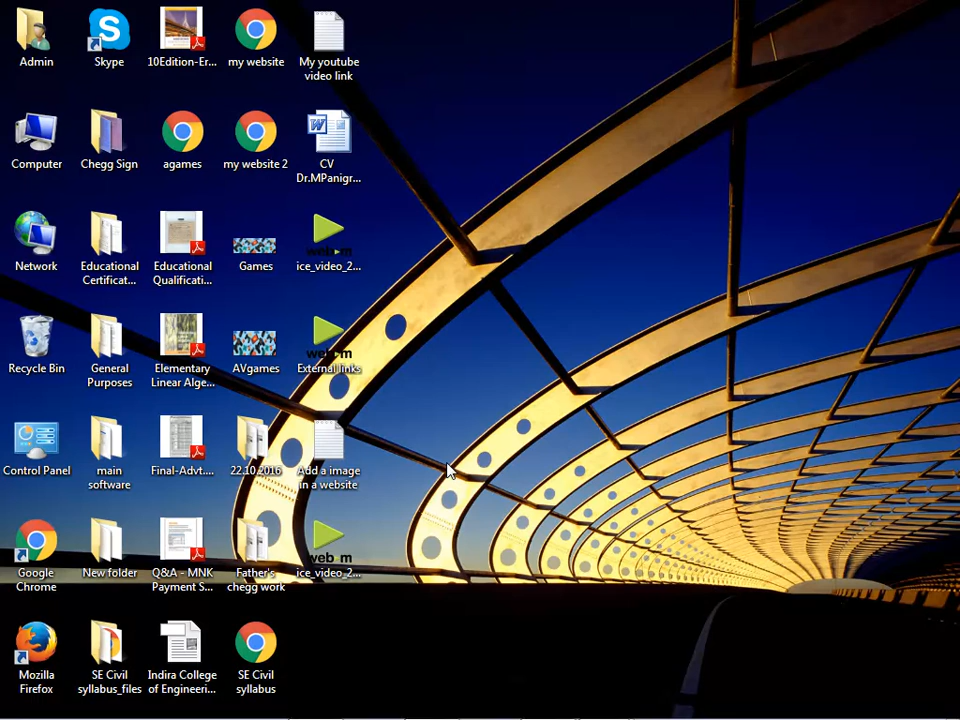 Admin
Skype
10Edition-Er...
my website
My youtube
video link
Computer
Chegg Sign
agames
my website 2
CV
Dr.MPanigr...
Network
Educational
Certificat...
Educational
Qualificati...
Games
web m
ice_video_2...
Recycle Bin
General
Purposes
Elementary
Linear Alge...
AVgames
web m
External links
Control Panel
main
software
Final-Advt....
22.10.2016
Add a image
in a website
Google
Chrome
New folder
Q&A - MNK
Payment S...
Father's
chegg work
web m
ice_video_2...
Mozilla
Firefox
SE Civil
syllabus_files
Indira College
of Engineeri...
SE Civil
syllabus